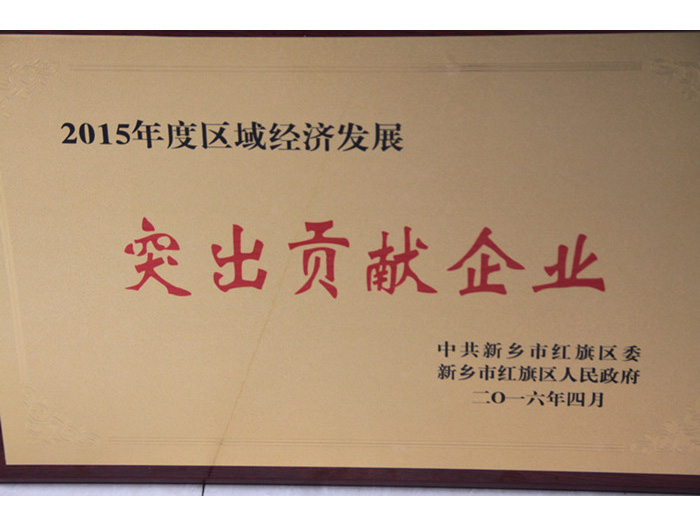 2015年度区域经济发展
突出贡献企业
中共新乡市红旗区委
新乡市红旗区人民政府
二〇一六年四月